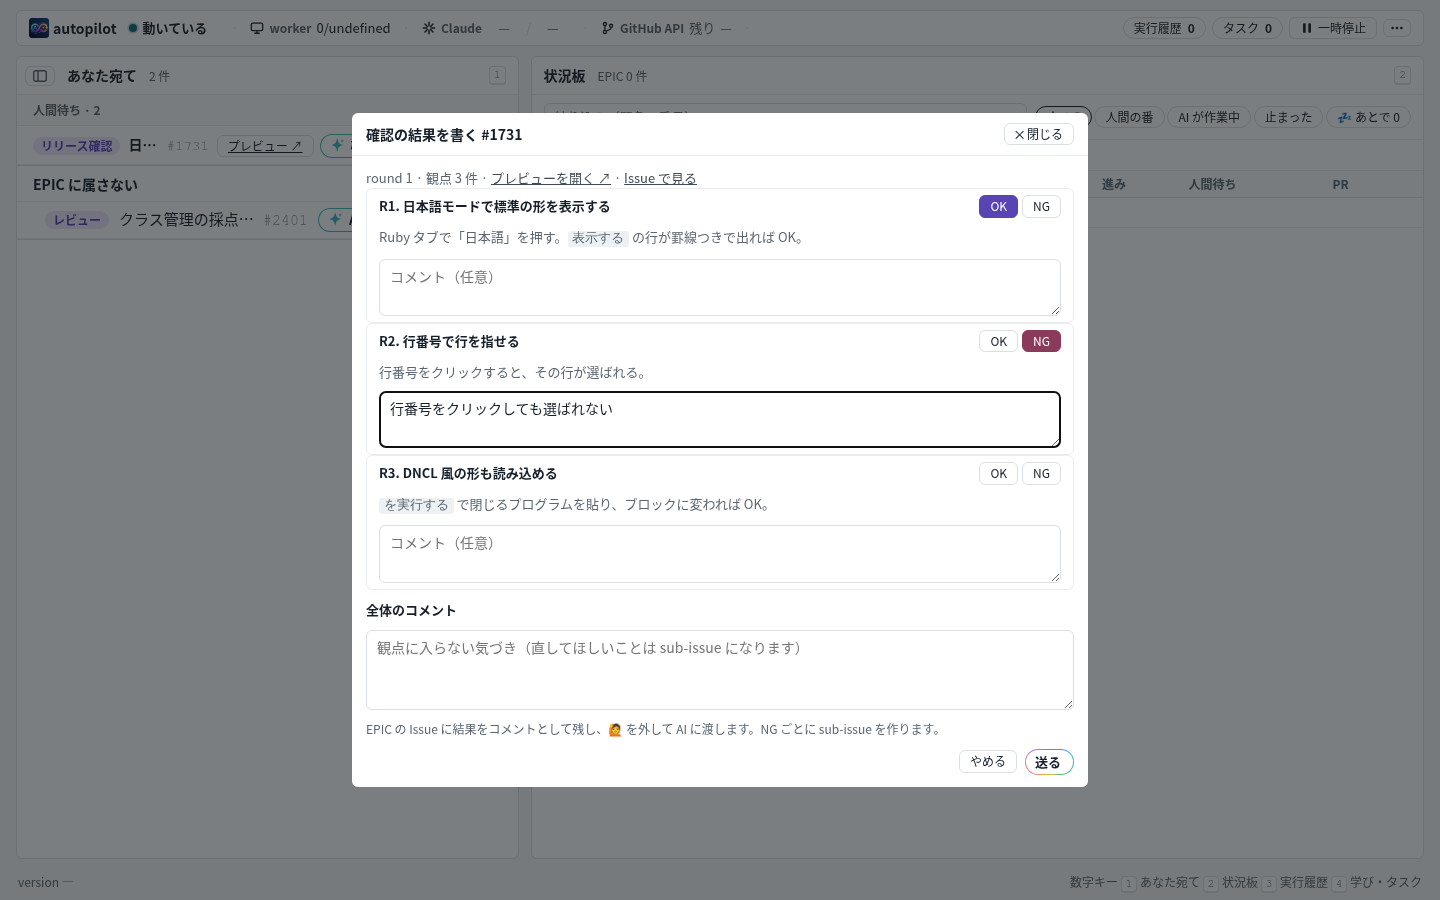 autopilot 動いている worker 0/undefined Claude — / — GitHub API 残り — 実行履歴 0 タスク 0 一時停止
あなた宛て 2 件 1
状況板 EPIC 0 件 2
人間待ち · 2
人間の番 AI が作業中 止まった 💤 あとで 0
リリース確認 日… #1731 プレビュー ↗
EPIC に属さない
進み 人間待ち PR
レビュー クラス管理の採点… #2401
確認の結果を書く #1731 ×閉じる
round 1 · 観点 3 件 · プレビューを開く ↗ · Issue で見る
R1. 日本語モードで標準の形を表示する OK NG
Ruby タブで「日本語」を押す。 表示する の行が罫線つきで出れば OK。
コメント（任意）
R2. 行番号で行を指せる OK NG
行番号をクリックすると、その行が選ばれる。
行番号をクリックしても選ばれない
R3. DNCL 風の形も読み込める OK NG
を実行する で閉じるプログラムを貼り、ブロックに変われば OK。
コメント（任意）
全体のコメント
観点に入らない気づき（直してほしいことは sub-issue になります）
EPIC の Issue に結果をコメントとして残し、🙋 を外して AI に渡します。NG ごとに sub-issue を作ります。
やめる 送る
version —
数字キー 1 あなた宛て 2 状況板 3 実行履歴 4 学び・タスク